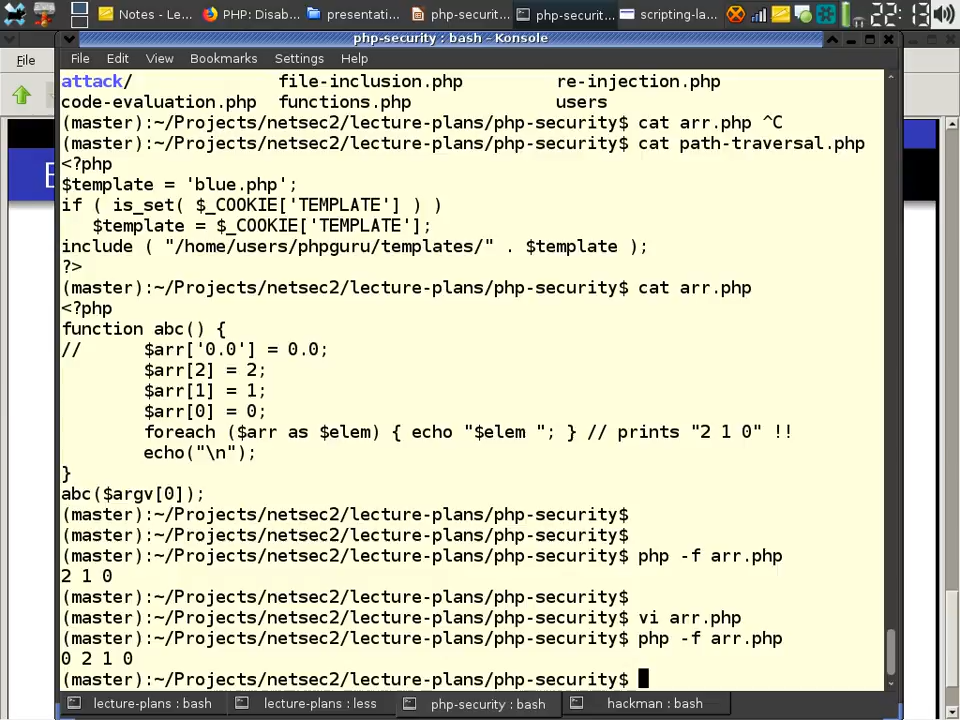 Notes - Le...
PHP: Disab...
presentati...
php-securit...
php-securit...
scripting-la...
22:13
php-security : bash - Konsole
File
File Edit View Bookmarks Settings Help
attack/ file-inclusion.php re-injection.php
code-evaluation.php functions.php users
(master):~/Projects/netsec2/lecture-plans/php-security$ cat arr.php ^C
(master):~/Projects/netsec2/lecture-plans/php-security$ cat path-traversal.php
<?php
$template = 'blue.php';
if ( is_set( $_COOKIE['TEMPLATE'] ) )
   $template = $_COOKIE['TEMPLATE'];
include ( "/home/users/phpguru/templates/" . $template );
?>
(master):~/Projects/netsec2/lecture-plans/php-security$ cat arr.php
<?php
function abc() {
//      $arr['0.0'] = 0.0;
        $arr[2] = 2;
        $arr[1] = 1;
        $arr[0] = 0;
        foreach ($arr as $elem) { echo "$elem "; } // prints "2 1 0" !!
        echo("\n");
}
abc($argv[0]);
(master):~/Projects/netsec2/lecture-plans/php-security$
(master):~/Projects/netsec2/lecture-plans/php-security$
(master):~/Projects/netsec2/lecture-plans/php-security$ php -f arr.php
2 1 0
(master):~/Projects/netsec2/lecture-plans/php-security$
(master):~/Projects/netsec2/lecture-plans/php-security$ vi arr.php
(master):~/Projects/netsec2/lecture-plans/php-security$ php -f arr.php
0 2 1 0
(master):~/Projects/netsec2/lecture-plans/php-security$
lecture-plans : bash
lecture-plans : less
php-security : bash
hackman : bash